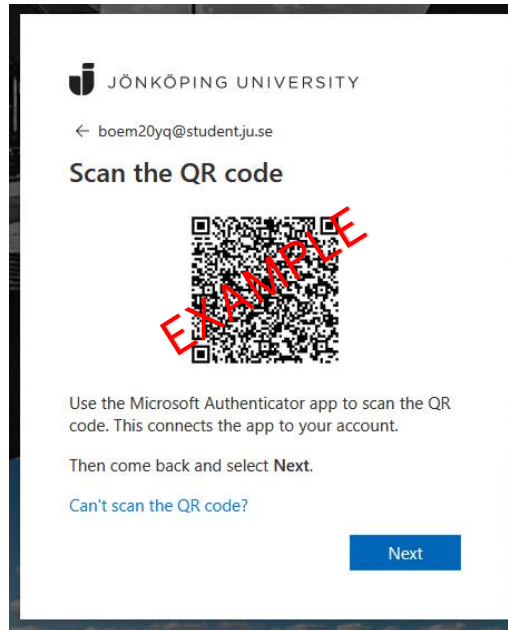 JÖNKÖPING UNIVERSITY
← boem20yq@student.ju.se
Scan the QR code
EXAMPLE
Use the Microsoft Authenticator app to scan the QR
code. This connects the app to your account.
Then come back and select Next.
Can't scan the QR code?
Next